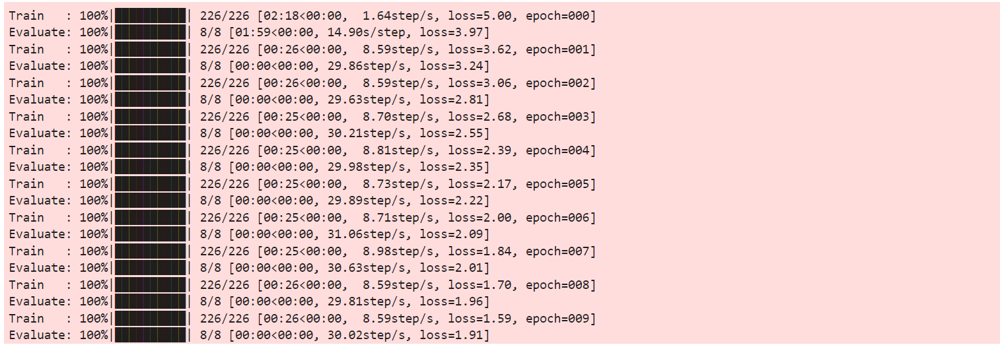 Train   : 100%|██████████| 226/226 [02:18<00:00,  1.64step/s, loss=5.00, epoch=000]
Evaluate: 100%|██████████| 8/8 [01:59<00:00, 14.90s/step, loss=3.97]
Train   : 100%|██████████| 226/226 [00:26<00:00,  8.59step/s, loss=3.62, epoch=001]
Evaluate: 100%|██████████| 8/8 [00:00<00:00, 29.86step/s, loss=3.24]
Train   : 100%|██████████| 226/226 [00:26<00:00,  8.59step/s, loss=3.06, epoch=002]
Evaluate: 100%|██████████| 8/8 [00:00<00:00, 29.63step/s, loss=2.81]
Train   : 100%|██████████| 226/226 [00:25<00:00,  8.70step/s, loss=2.68, epoch=003]
Evaluate: 100%|██████████| 8/8 [00:00<00:00, 30.21step/s, loss=2.55]
Train   : 100%|██████████| 226/226 [00:25<00:00,  8.81step/s, loss=2.39, epoch=004]
Evaluate: 100%|██████████| 8/8 [00:00<00:00, 29.98step/s, loss=2.35]
Train   : 100%|██████████| 226/226 [00:25<00:00,  8.73step/s, loss=2.17, epoch=005]
Evaluate: 100%|██████████| 8/8 [00:00<00:00, 29.89step/s, loss=2.22]
Train   : 100%|██████████| 226/226 [00:25<00:00,  8.71step/s, loss=2.00, epoch=006]
Evaluate: 100%|██████████| 8/8 [00:00<00:00, 31.06step/s, loss=2.09]
Train   : 100%|██████████| 226/226 [00:25<00:00,  8.98step/s, loss=1.84, epoch=007]
Evaluate: 100%|██████████| 8/8 [00:00<00:00, 30.63step/s, loss=2.01]
Train   : 100%|██████████| 226/226 [00:26<00:00,  8.59step/s, loss=1.70, epoch=008]
Evaluate: 100%|██████████| 8/8 [00:00<00:00, 29.81step/s, loss=1.96]
Train   : 100%|██████████| 226/226 [00:26<00:00,  8.59step/s, loss=1.59, epoch=009]
Evaluate: 100%|██████████| 8/8 [00:00<00:00, 30.02step/s, loss=1.91]